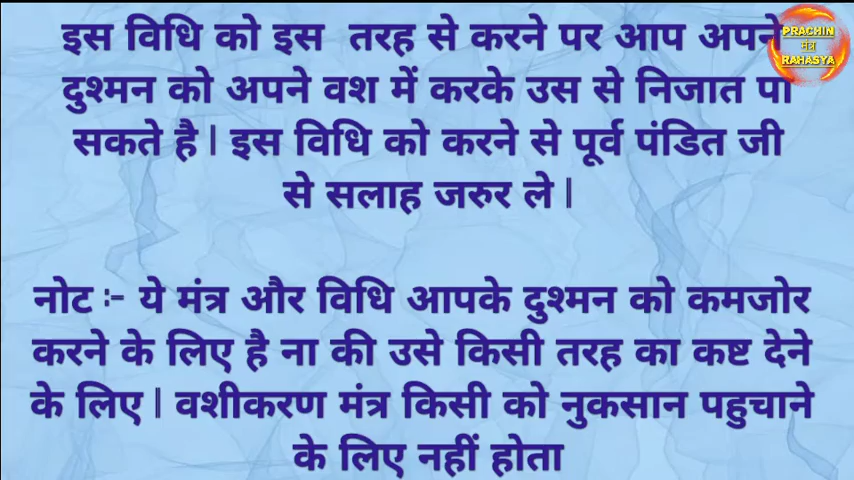 इस विधि को इस तरह से करने पर आप अपने
दुश्मन को अपने वश में करके उस से निजात पा
सकते है | इस विधि को करने से पूर्व पंडित जी
से सलाह जरुर ले |
नोट :- ये मंत्र और विधि आपके दुश्मन को कमजोर
करने के लिए है ना की उसे किसी तरह का कष्ट देने
के लिए | वशीकरण मंत्र किसी को नुकसान पहुचाने
के लिए नहीं होता
PRACHIN
मंत्र
RAHASYA